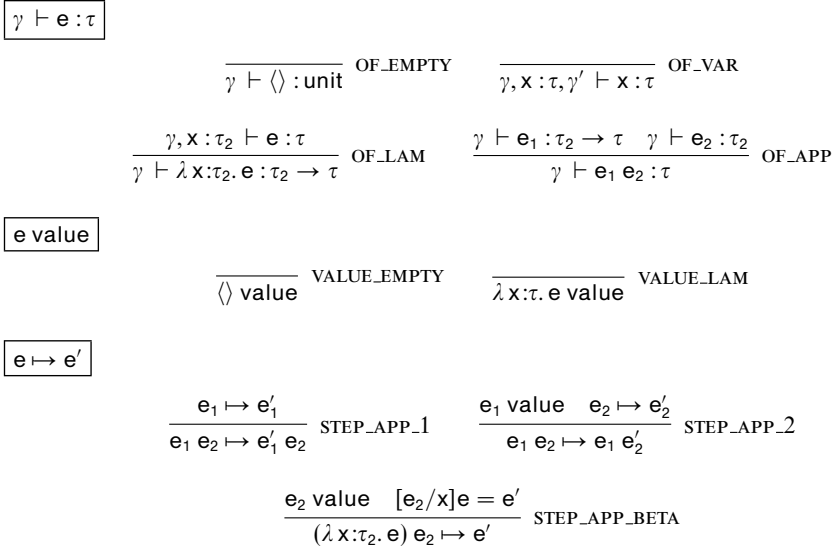 γ ⊢ e : τ
────────── OF_EMPTY   ────────── OF_VAR
γ ⊢ ⟨⟩ : unit   γ, x : τ, γ′ ⊢ x : τ
γ, x : τ₂ ⊢ e : τ   γ ⊢ e₁ : τ₂ → τ   γ ⊢ e₂ : τ₂
────────── OF_LAM   ────────── OF_APP
γ ⊢ λ x:τ₂. e : τ₂ → τ   γ ⊢ e₁ e₂ : τ
e value
────────── VALUE_EMPTY   ────────── VALUE_LAM
⟨⟩ value   λ x:τ. e value
e ↦ e′
e₁ ↦ e′₁   e₁ value   e₂ ↦ e′₂
────────── STEP_APP_1   ────────── STEP_APP_2
e₁ e₂ ↦ e′₁ e₂   e₁ e₂ ↦ e₁ e′₂
e₂ value   [e₂/x]e = e′
────────── STEP_APP_BETA
(λ x:τ₂. e) e₂ ↦ e′